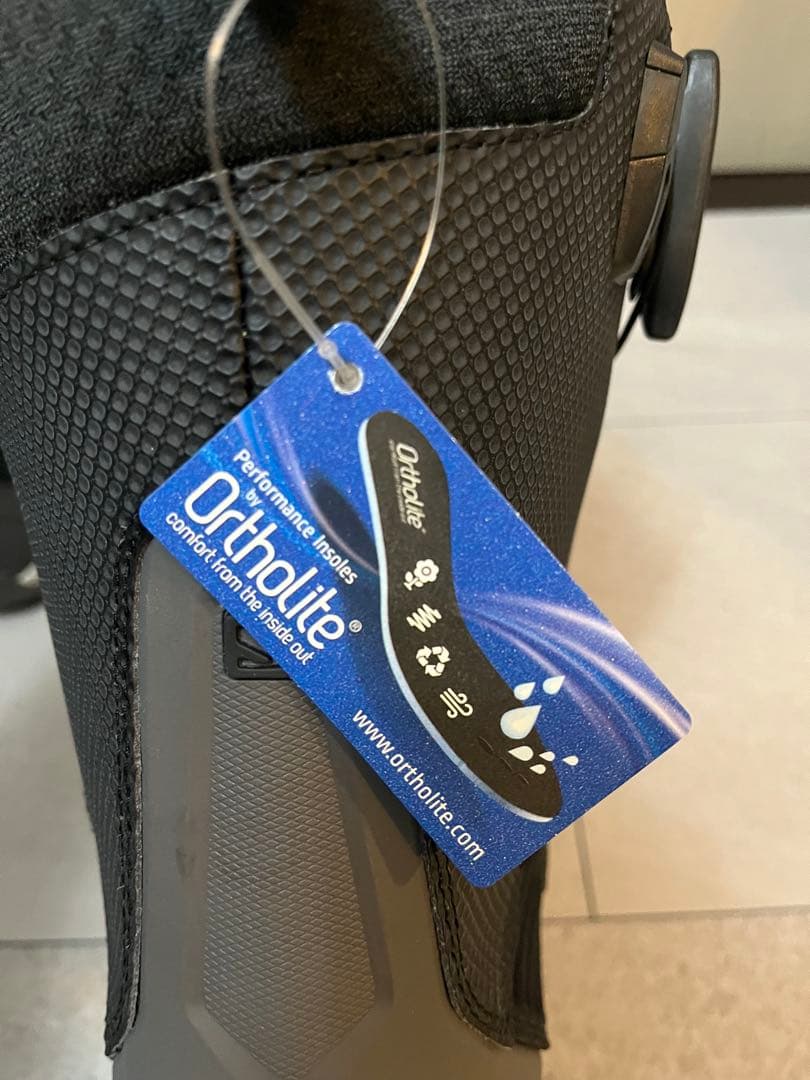 Performance Insoles
by
Ortholite®
comfort from the inside out
www.ortholite.com
Ortholite®